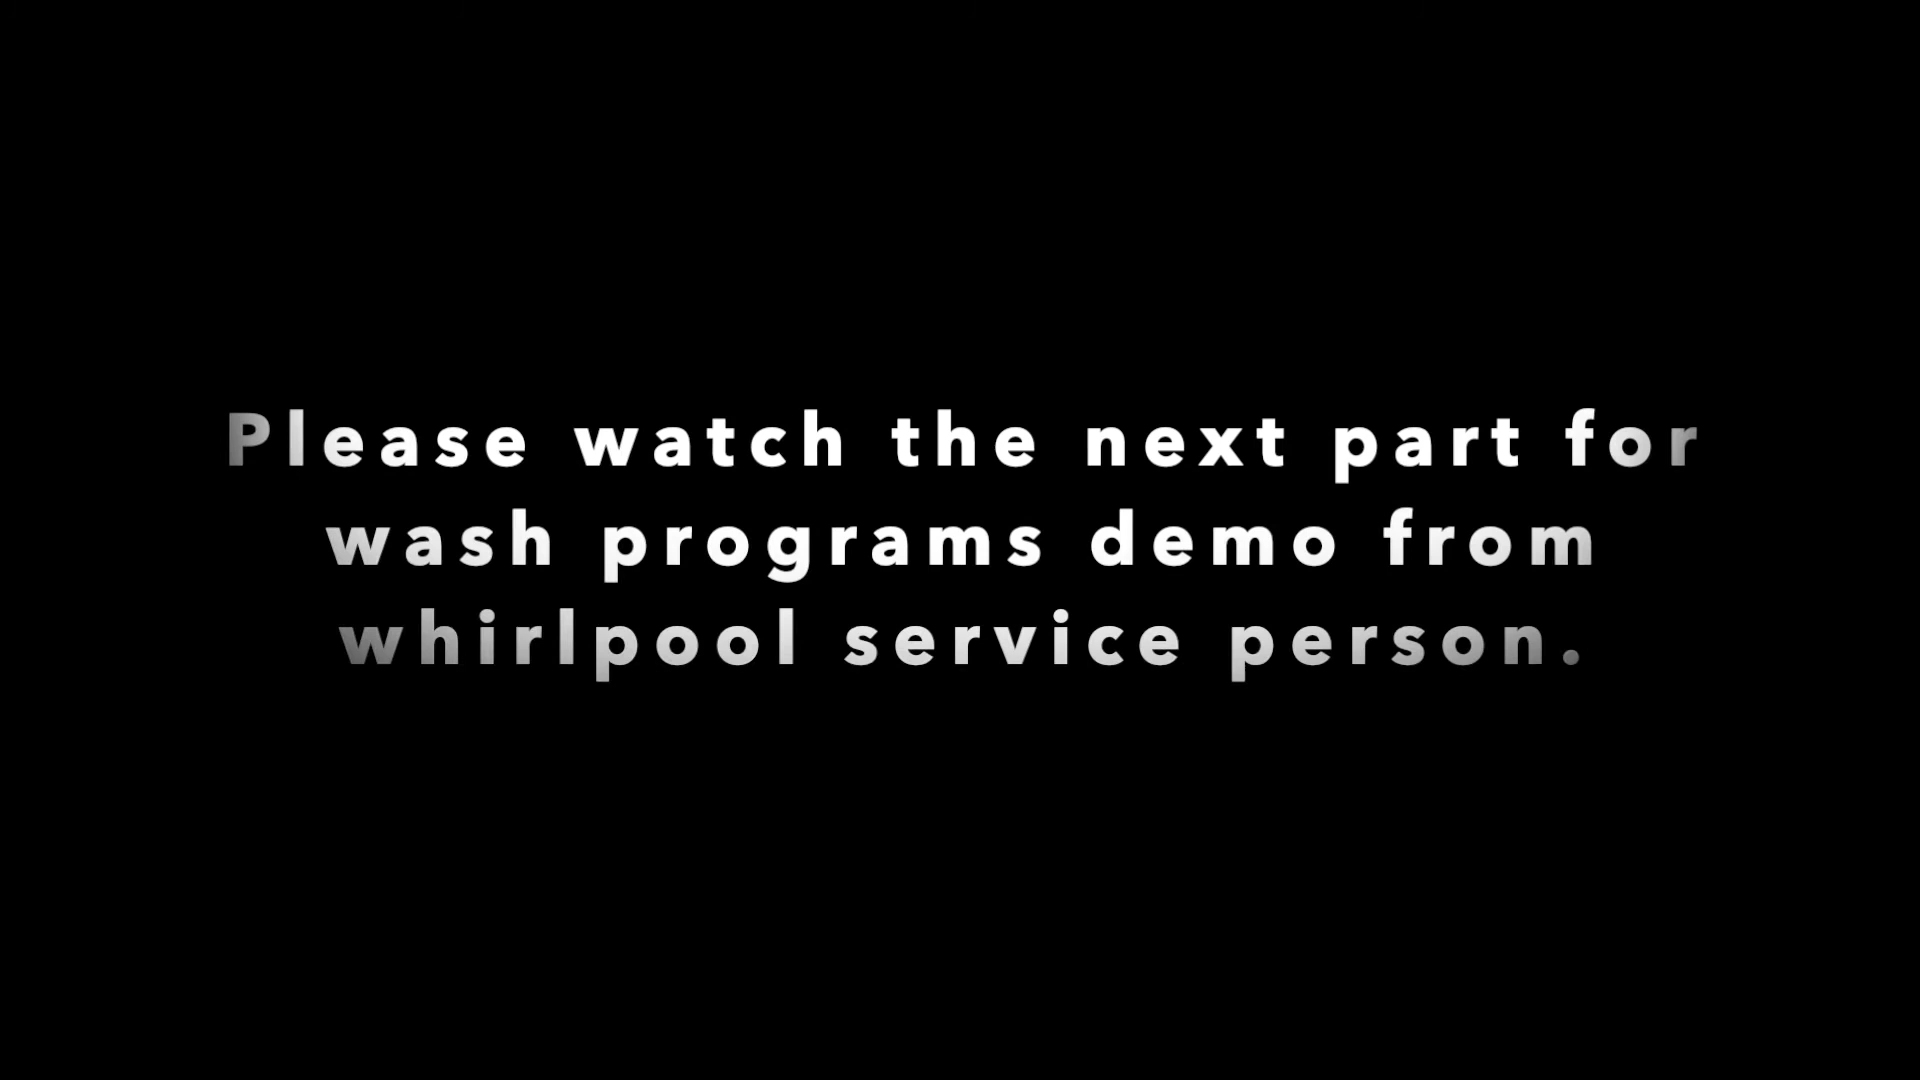 Please watch the next part for
wash programs demo from
whirlpool service person.